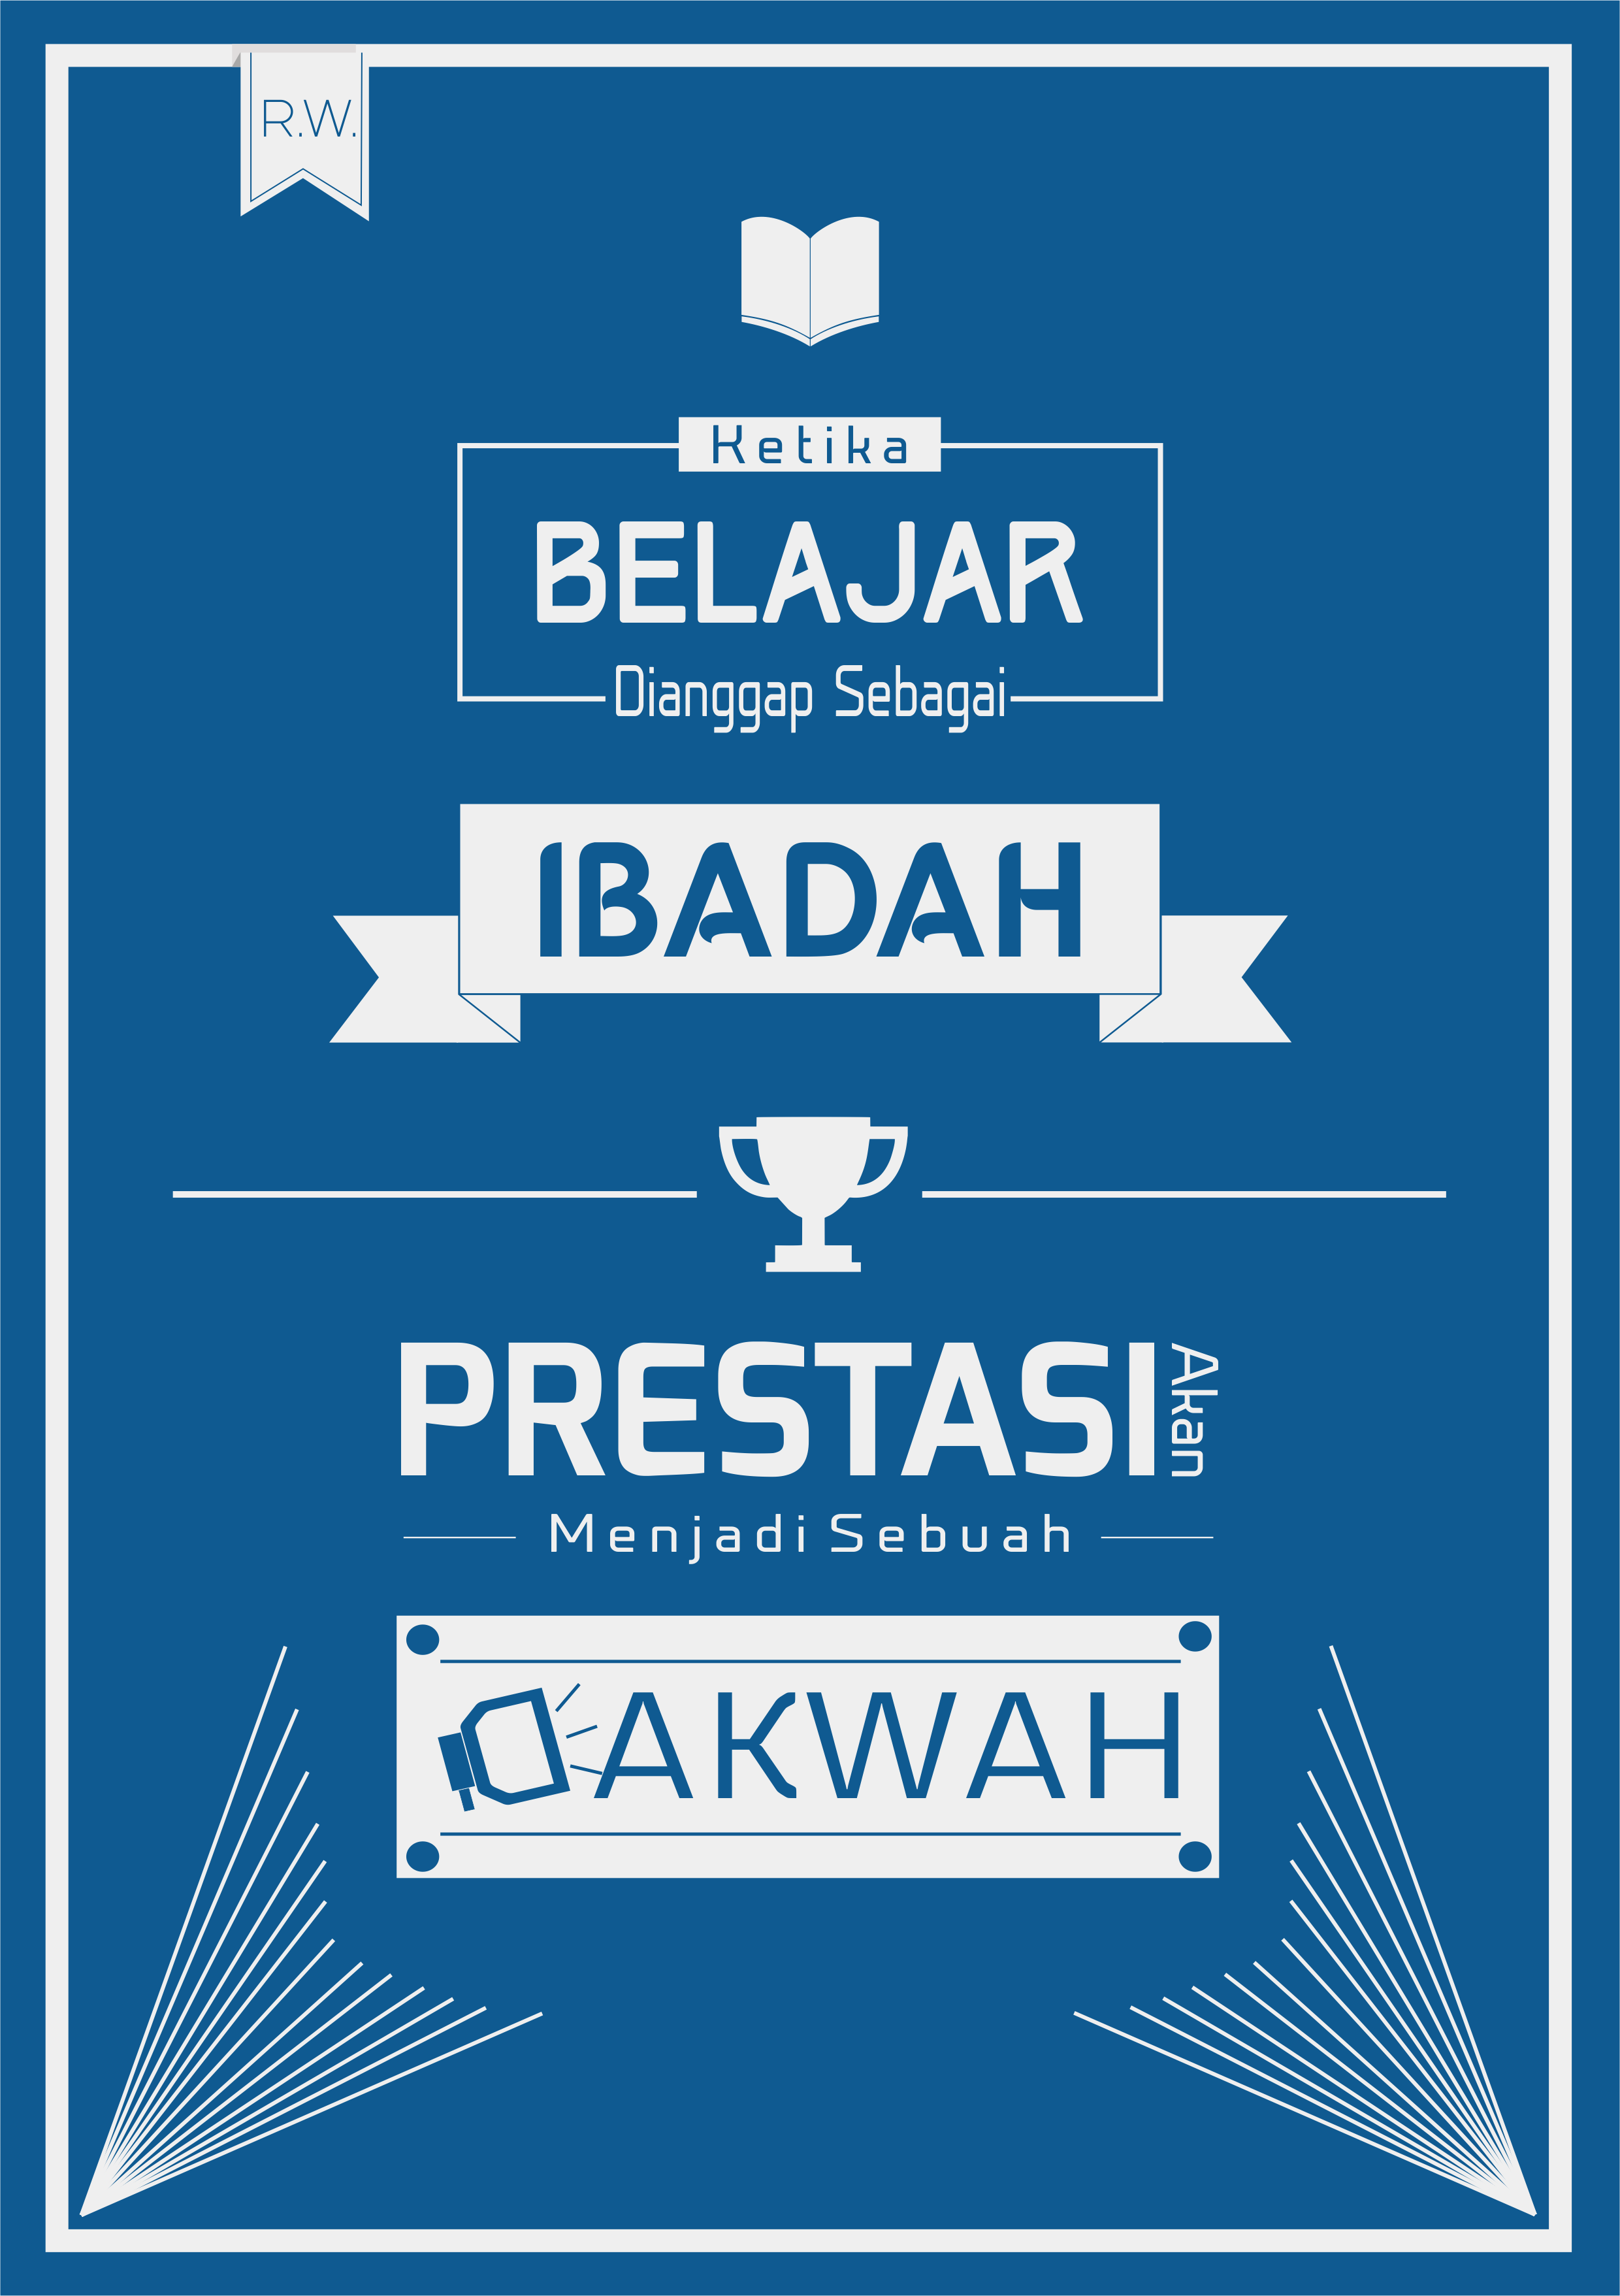 R.W.
Ketika
BELAJAR
Dianggap Sebagai
IBADAH
PRESTASI Akan
Menjadi Sebuah
DAKWAH